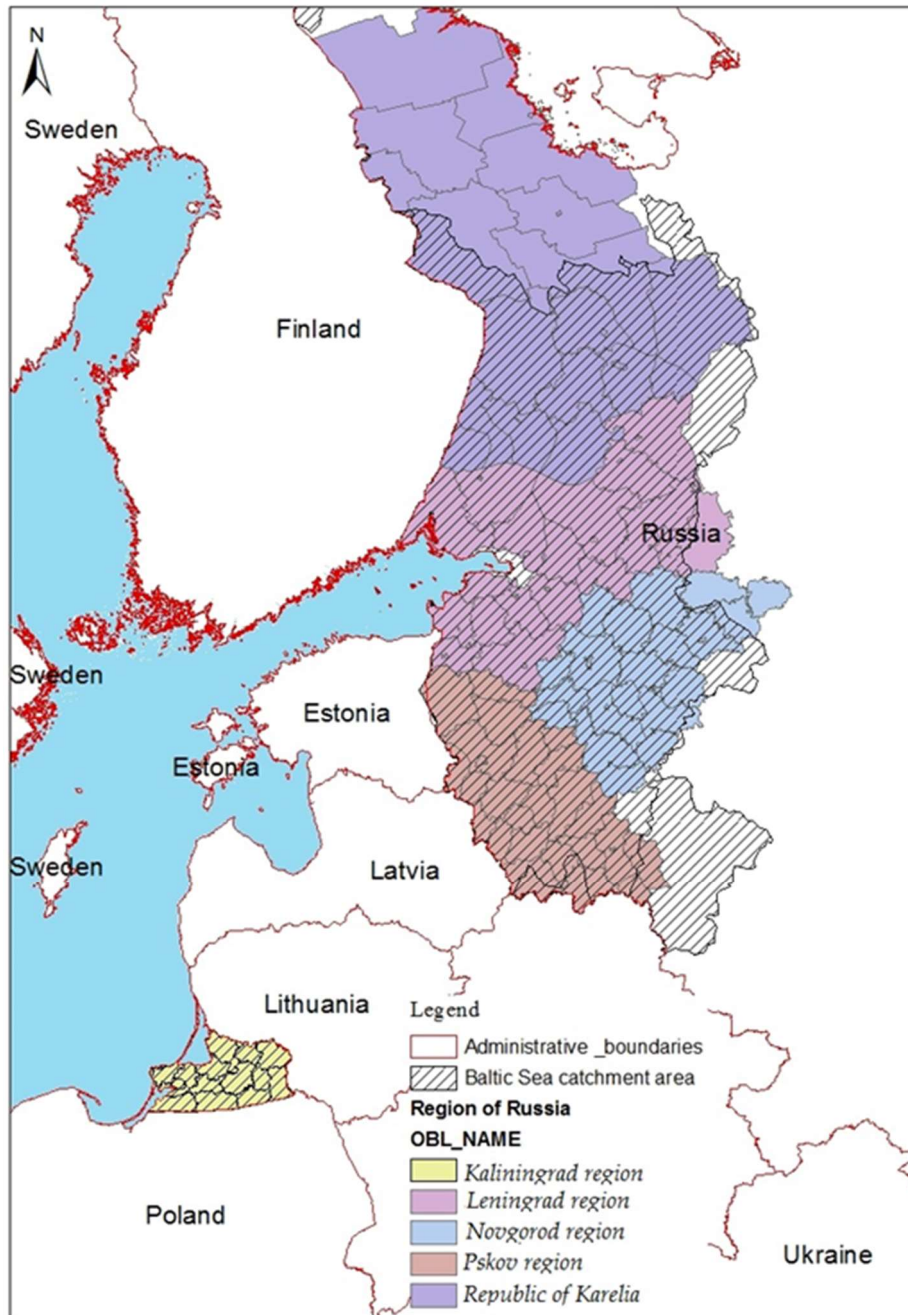 N
Sweden
Finland
Russia
Sweden
Estonia
Estonia
Sweden
Latvia
Lithuania
Legend
Administrative _boundaries
Baltic Sea catchment area
Region of Russia
OBL_NAME
Kaliningrad region
Leningrad region
Novgorod region
Pskov region
Republic of Karelia
Poland
Ukraine